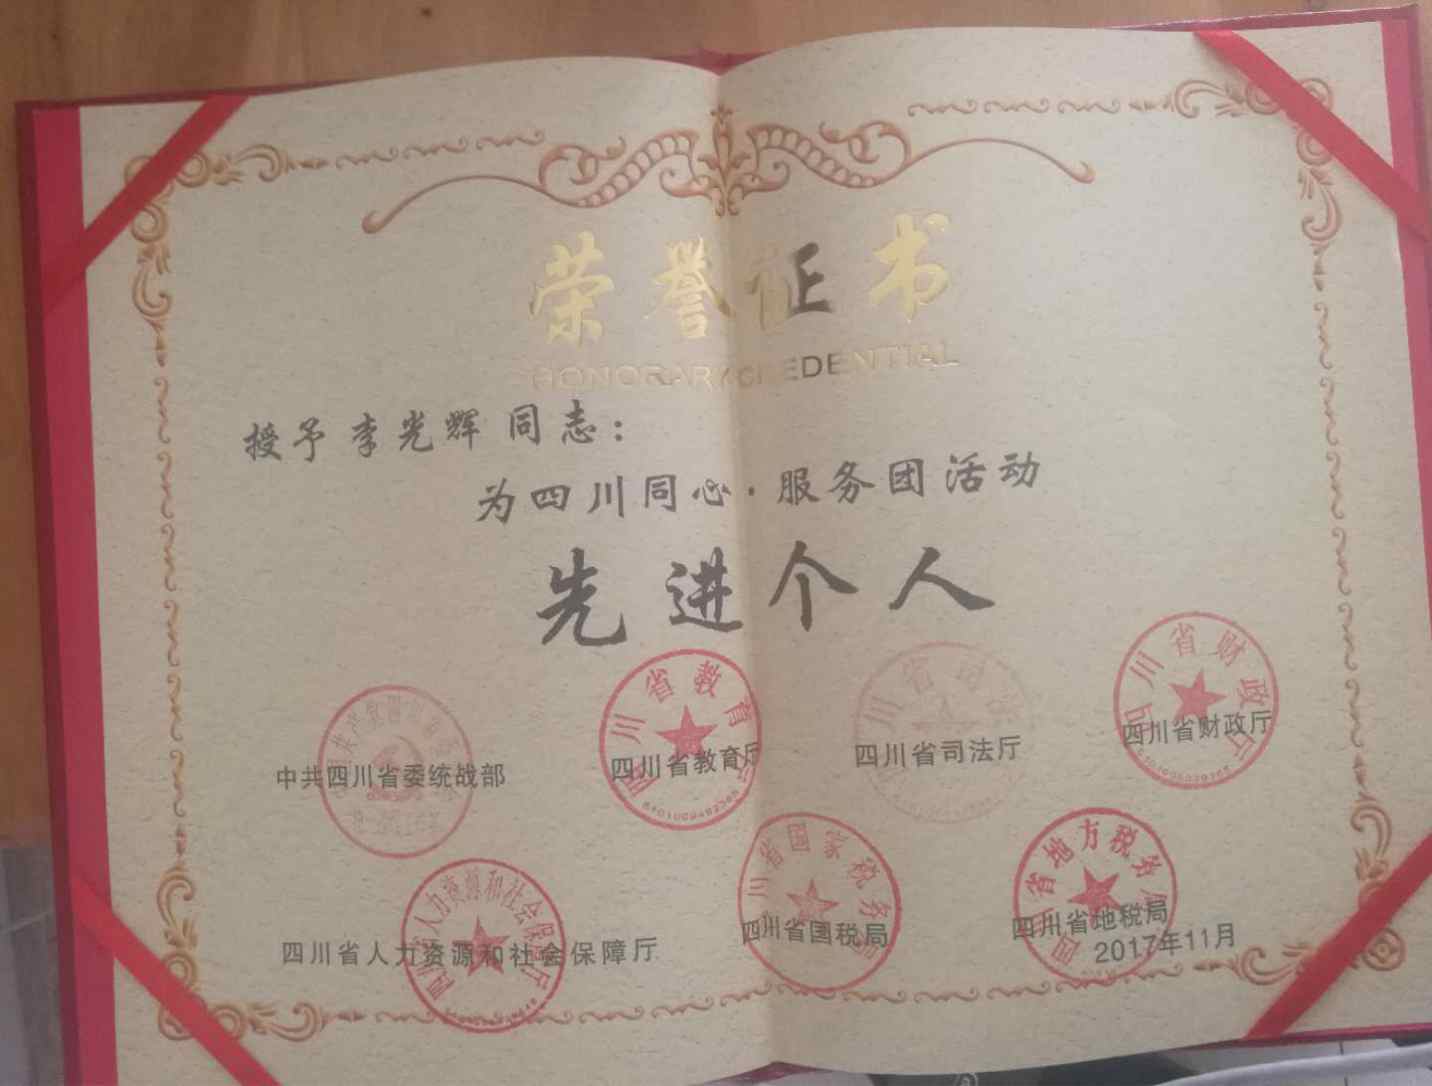 荣誉证书
HONORARY CREDENTIAL
授予 李光辉 同志：
为四川同心·服务团活动
先进个人
中共四川省委统战部
四川省教育厅
四川省司法厅
四川省财政厅
四川省人力资源和社会保障厅
四川省国税局
四川省地税局
2017年11月